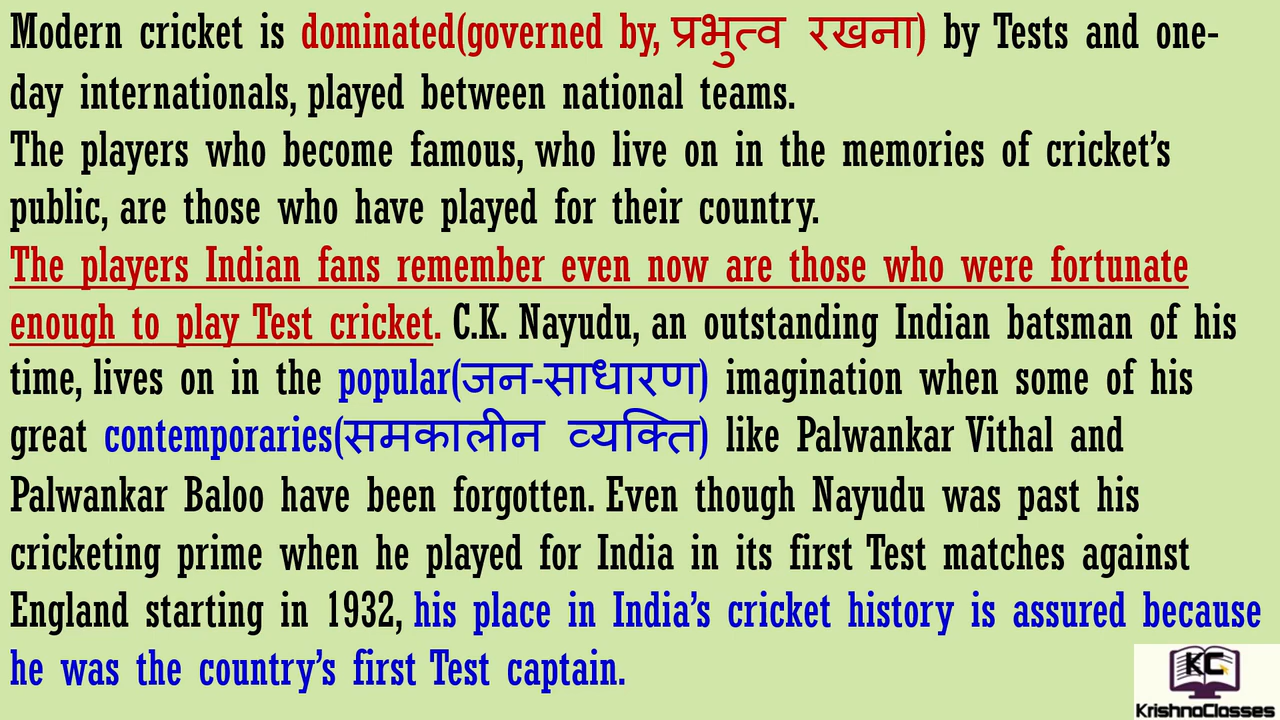 Modern cricket is dominated(governed by, प्रभुत्व रखना) by Tests and one-
day internationals, played between national teams.
The players who become famous, who live on in the memories of cricket’s
public, are those who have played for their country.
The players Indian fans remember even now are those who were fortunate
enough to play Test cricket. C.K. Nayudu, an outstanding Indian batsman of his
time, lives on in the popular(जन-साधारण) imagination when some of his
great contemporaries(समकालीन व्यक्ति) like Palwankar Vithal and
Palwankar Baloo have been forgotten. Even though Nayudu was past his
cricketing prime when he played for India in its first Test matches against
England starting in 1932, his place in India’s cricket history is assured because
he was the country’s first Test captain.
KC
KrishnaClasses